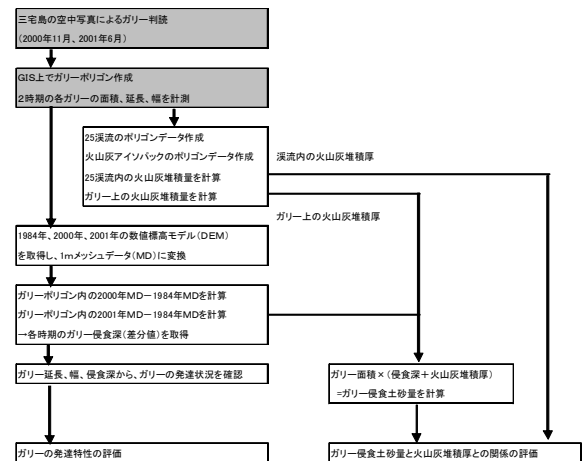 三宅島の空中写真によるガリー判読
(2000年11月、2001年6月)
GIS上でガリーポリゴン作成
2時期の各ガリーの面積、延長、幅を計測
25渓流のポリゴンデータ作成
火山灰アイソパックのポリゴンデータ作成
25渓流内の火山灰堆積量を計算
ガリー上の火山灰堆積量を計算
渓流内の火山灰堆積厚
ガリー上の火山灰堆積厚
1984年、2000年、2001年の数値標高モデル(DEM)
を取得し、1mメッシュデータ(MD)に変換
ガリーポリゴン内の2000年MD-1984年MDを計算
ガリーポリゴン内の2001年MD-1984年MDを計算
→各時期のガリー侵食深(差分値)を取得
ガリー延長、幅、侵食深から、ガリーの発達状況を確認
ガリー面積×(侵食深+火山灰堆積厚)
=ガリー侵食土砂量を計算
ガリーの発達特性の評価
ガリー侵食土砂量と火山灰堆積厚との関係の評価